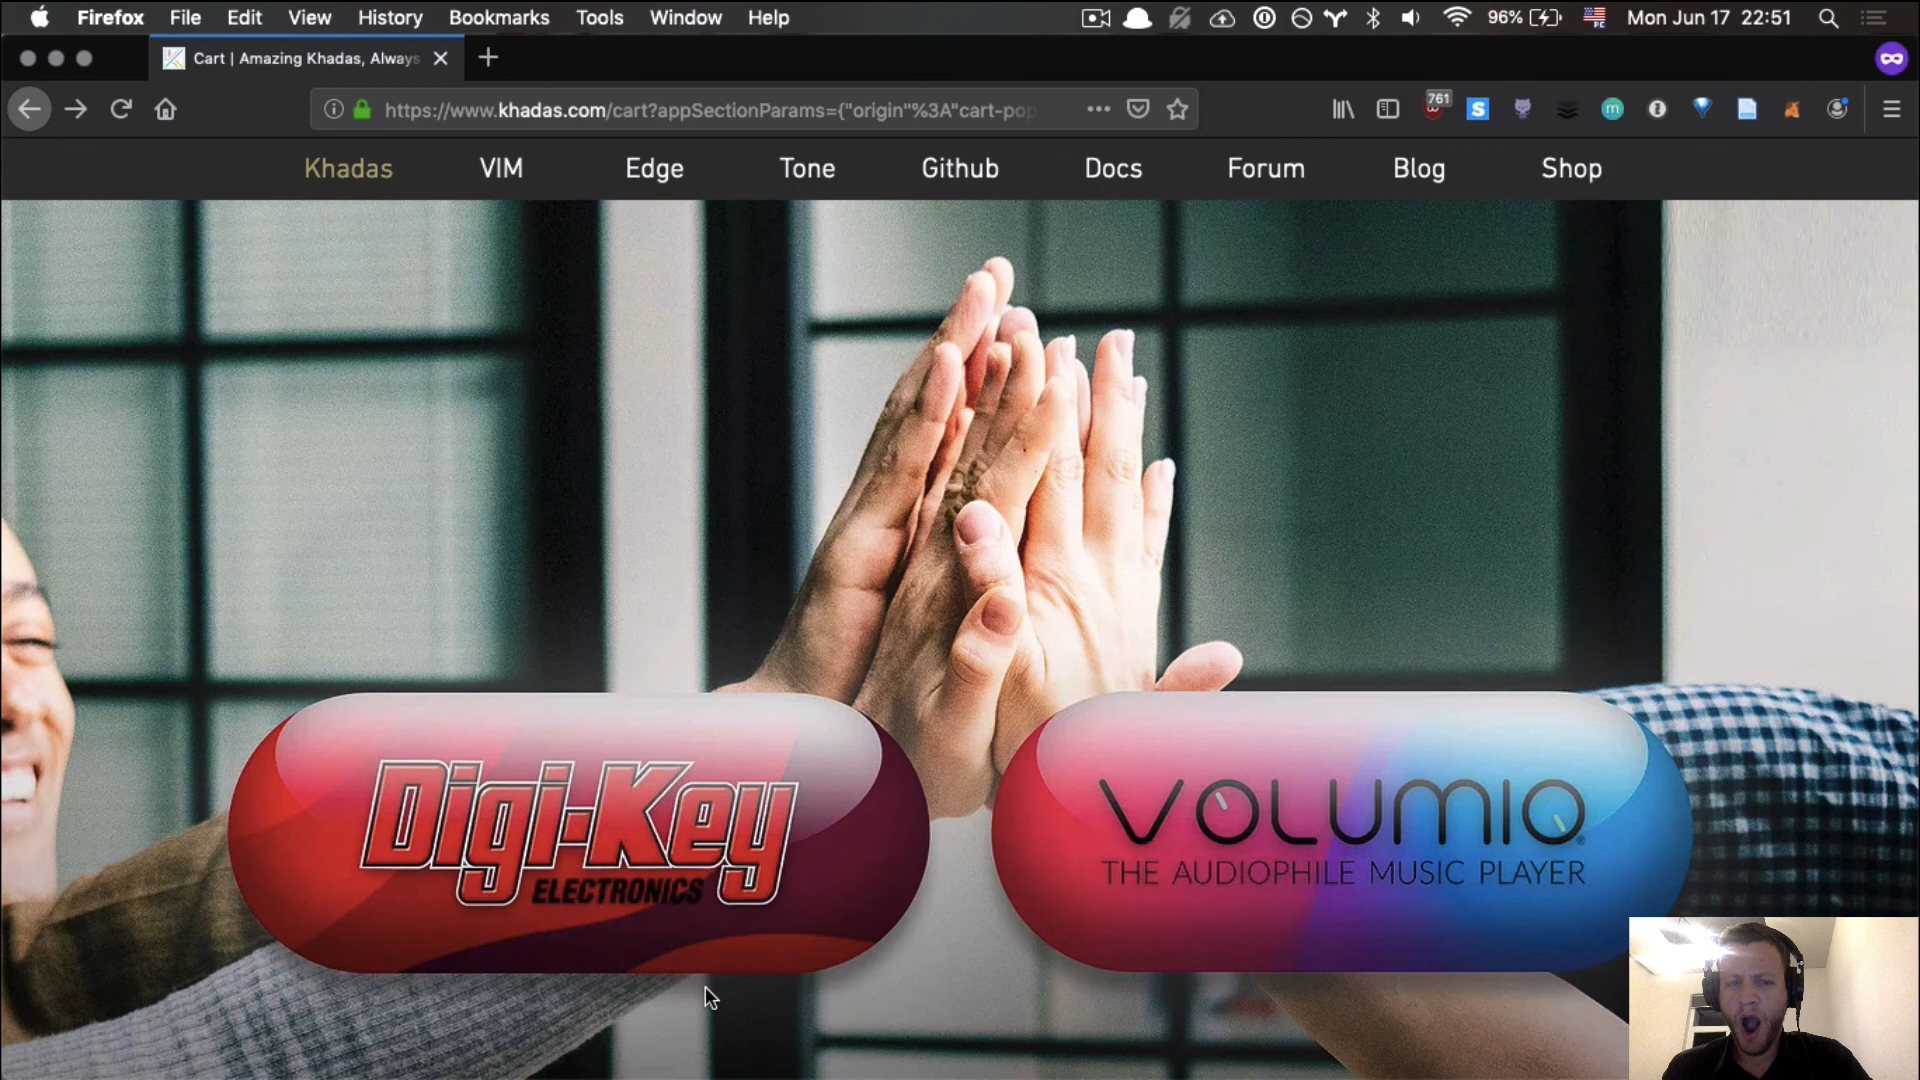 Firefox File Edit View History Bookmarks Tools Window Help 96% Mon Jun 17 22:51
Cart | Amazing Khadas, Always
https://www.khadas.com/cart?appSectionParams={"origin"%3A"cart-pop 761 S m
Khadas VIM Edge Tone Github Docs Forum Blog Shop
Digi-Key
ELECTRONICS
VOLUMIO
THE AUDIOPHILE MUSIC PLAYER